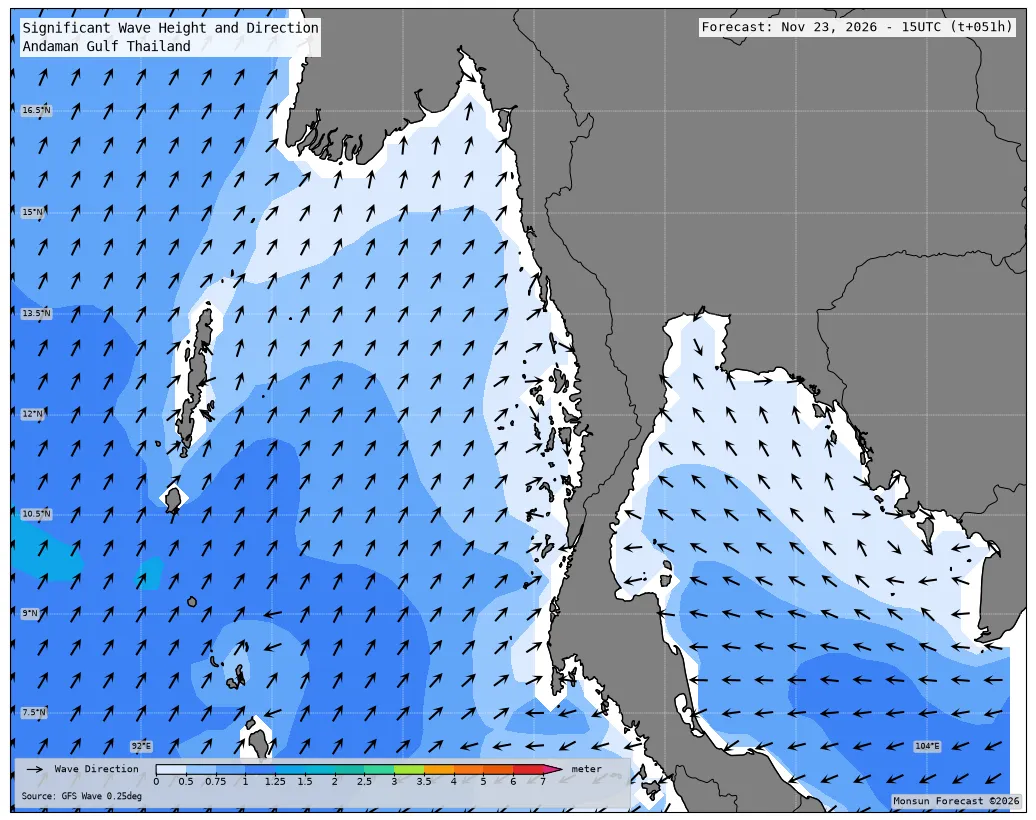 Significant Wave Height and Direction
Andaman Gulf Thailand
Forecast: Nov 23, 2026 - 15UTC (t+051h)
16.5°N
15°N
13.5°N
12°N
10.5°N
9°N
7.5°N
92°E
104°E
Wave Direction
0.5 0.75 1 1.25 1.5 2 2.5 3 3.5 4 5 6 7 meter
Source: GFS Wave 0.25deg
Monsun Forecast ©2026